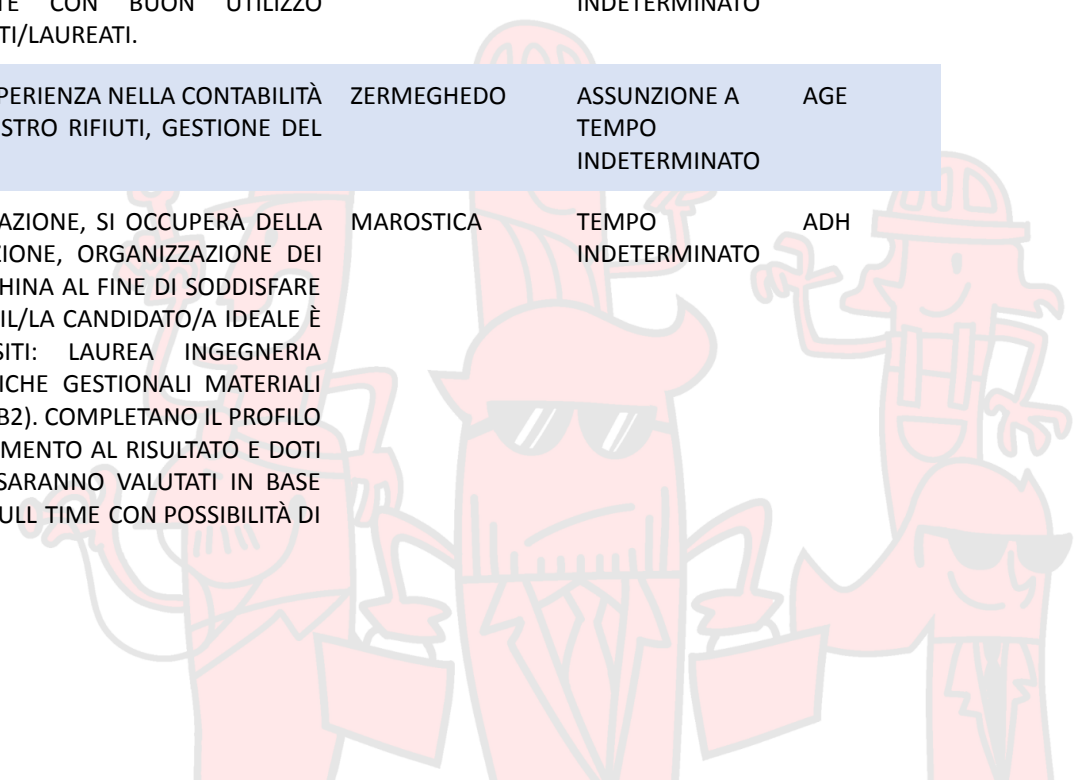 CON BUON UTILIZZO INDETERMINATO
TI/LAUREATI.
PERIENZA NELLA CONTABILITÀ ZERMEGHEDO ASSUNZIONE A AGE
STRO RIFIUTI, GESTIONE DEL TEMPO
INDETERMINATO
AZIONE, SI OCCUPERÀ DELLA MAROSTICA TEMPO ADH
ZIONE, ORGANIZZAZIONE DEI INDETERMINATO
HINA AL FINE DI SODDISFARE
IL/LA CANDIDATO/A IDEALE È
SITI: LAUREA INGEGNERIA
ICHE GESTIONALI MATERIALI
B2). COMPLETANO IL PROFILO
MENTO AL RISULTATO E DOTI
SARANNO VALUTATI IN BASE
ULL TIME CON POSSIBILITÀ DI